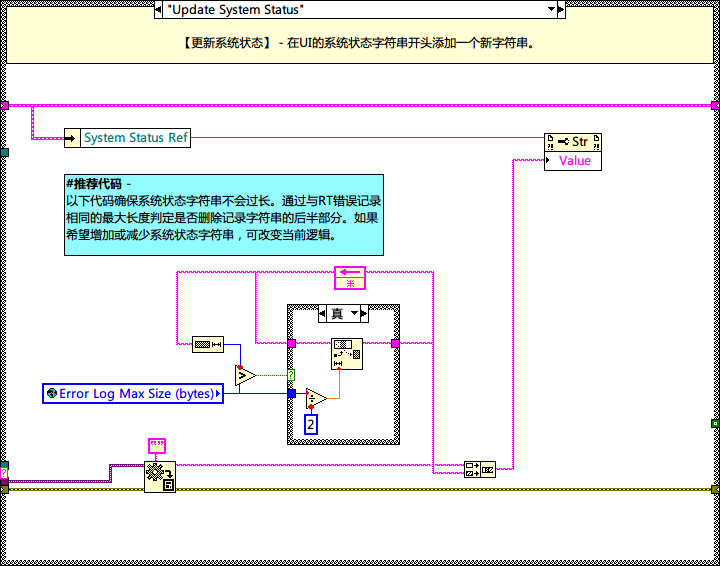 "Update System Status"
【更新系统状态】 - 在UI的系统状态字符串开头添加一个新字符串。
System Status Ref
Str
Value
#推荐代码 -
以下代码确保系统状态字符串不会过长。通过与RT错误记录
相同的最大长度判定是否删除记录字符串的后半部分。如果
希望增加或减少系统状态字符串，可改变当前逻辑。
真
>
?
Error Log Max Size (bytes)
÷
2
""
?